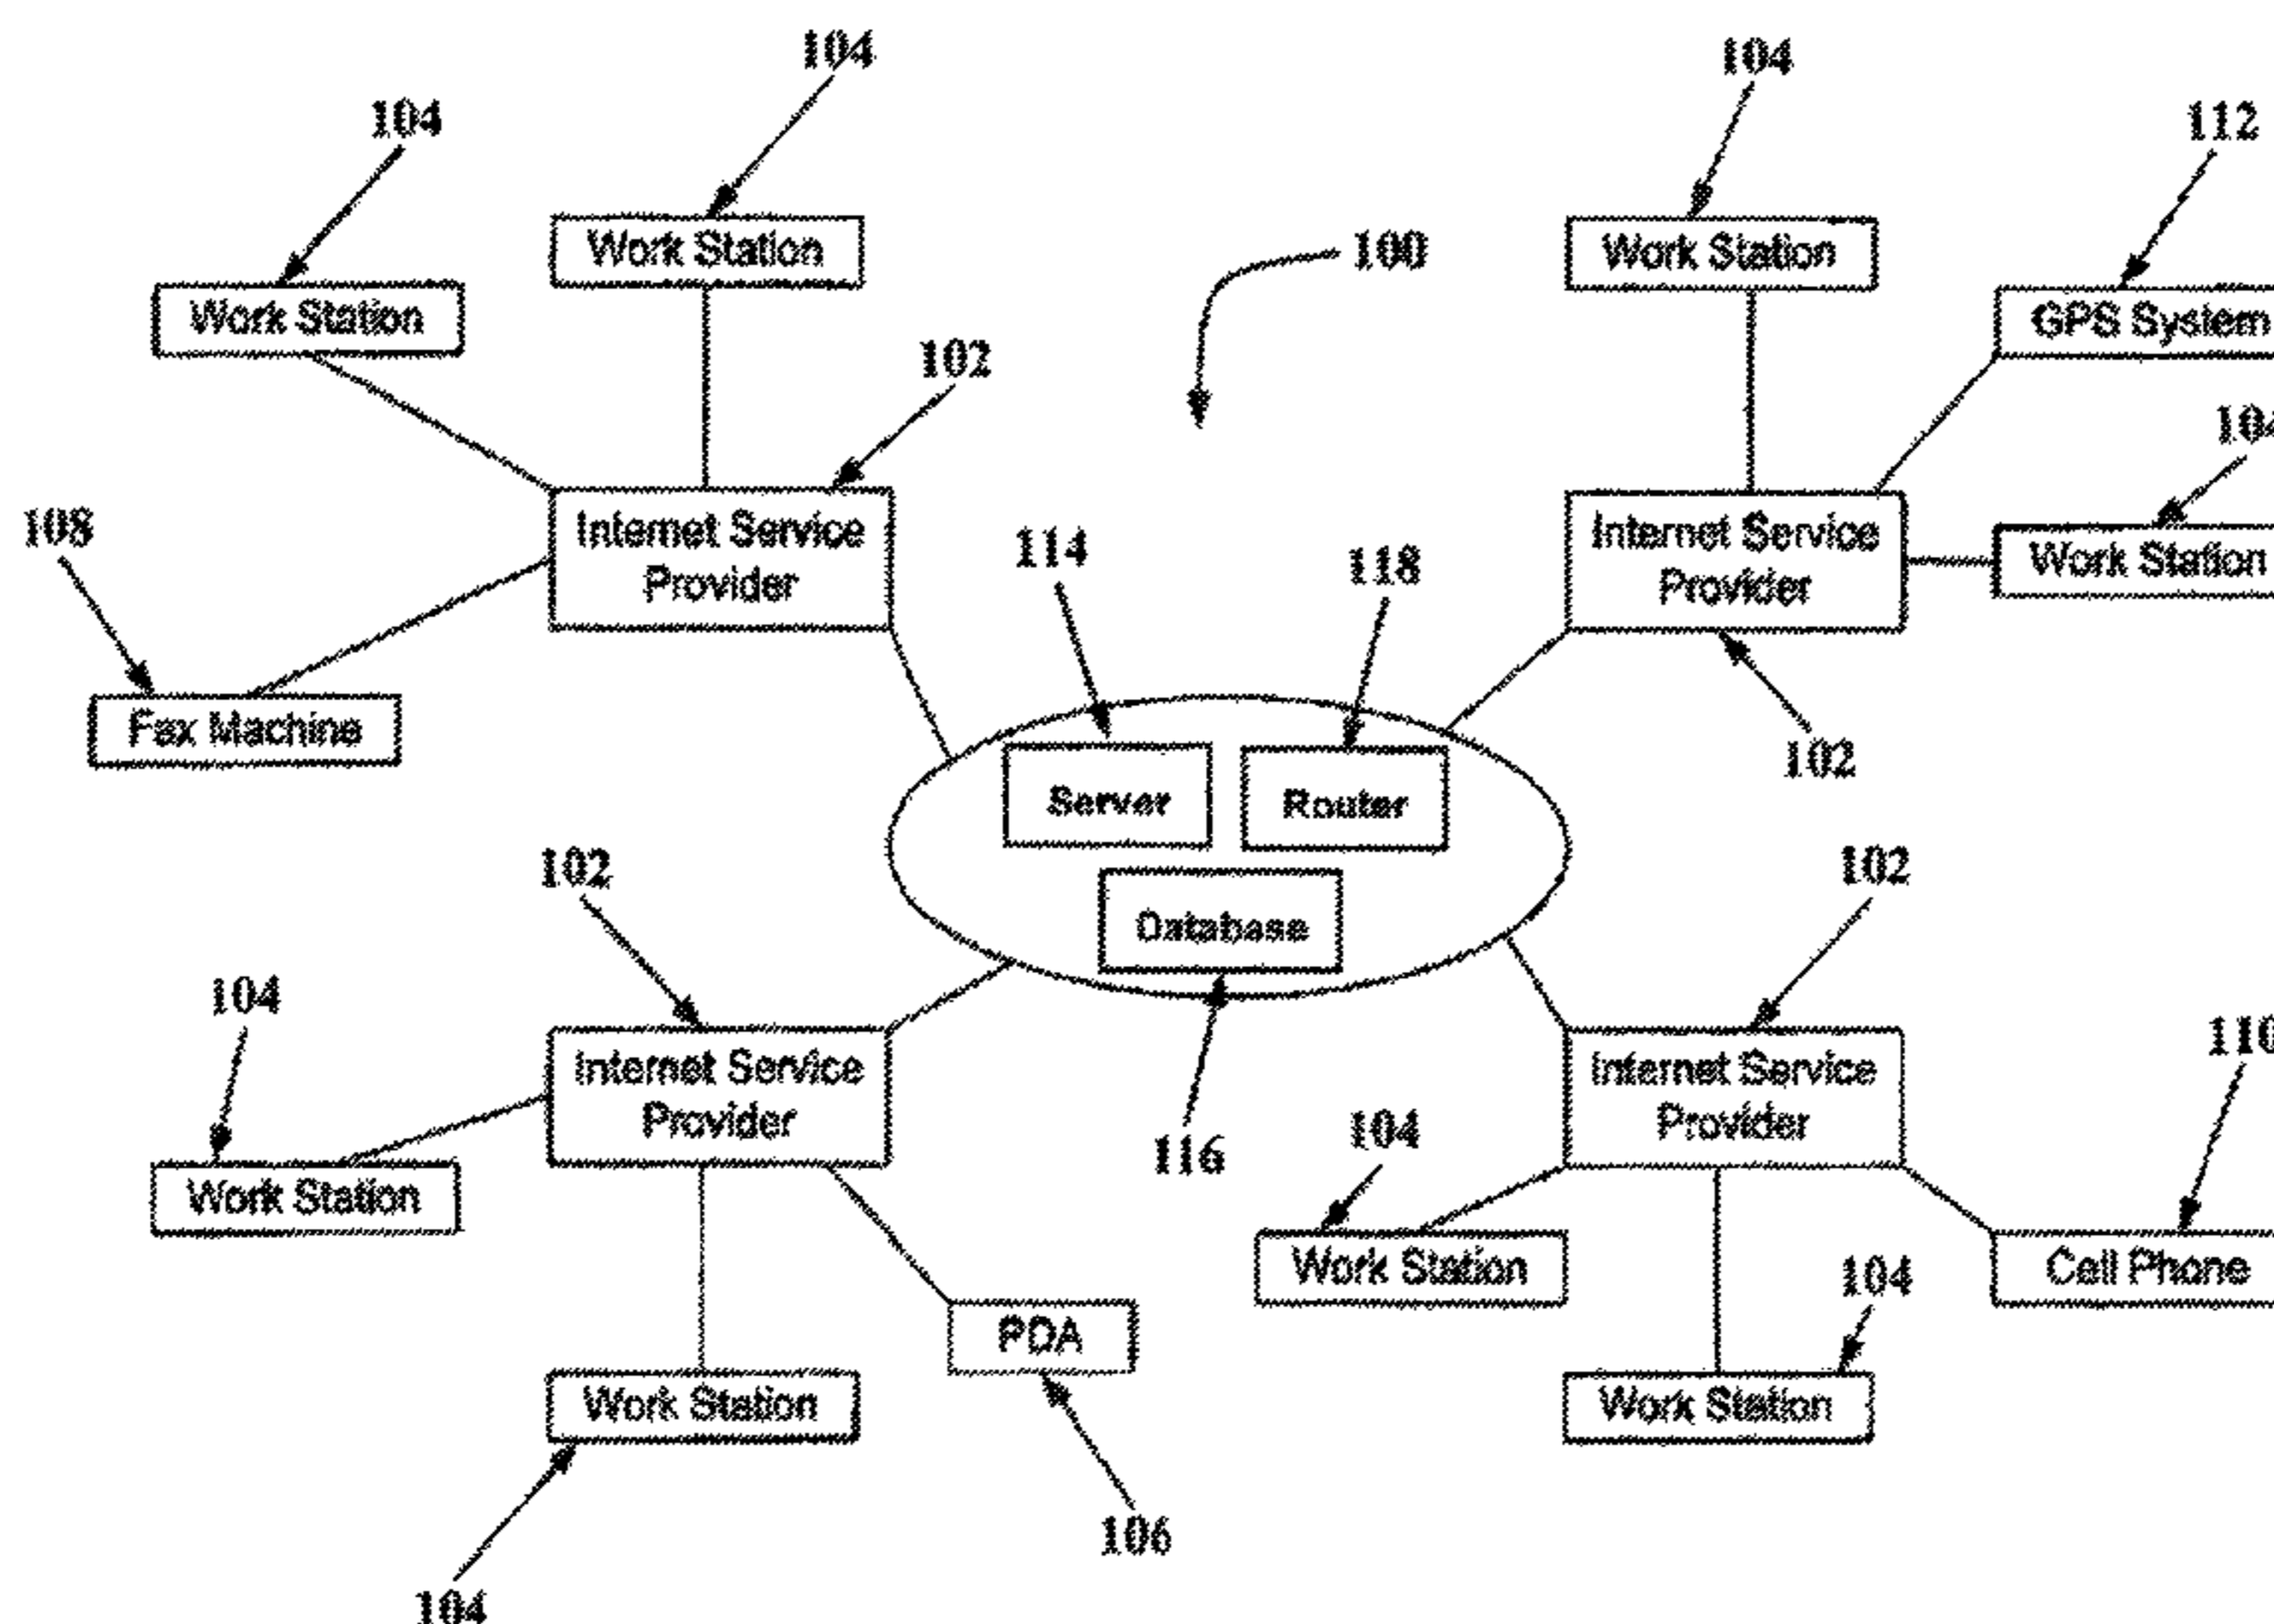 104
104
104
112
Work Station
Work Station
100
Work Station
GPS System
102
104
108
Internet Service
Provider
114
118
Internet Service
Provider
Work Station
Fax Machine
Server
Router
102
102
Database
102
104
Internet Service
Provider
116
104
Internet Service
Provider
110
Work Station
Work Station
104
Cell Phone
PDA
Work Station
Work Station
106
104